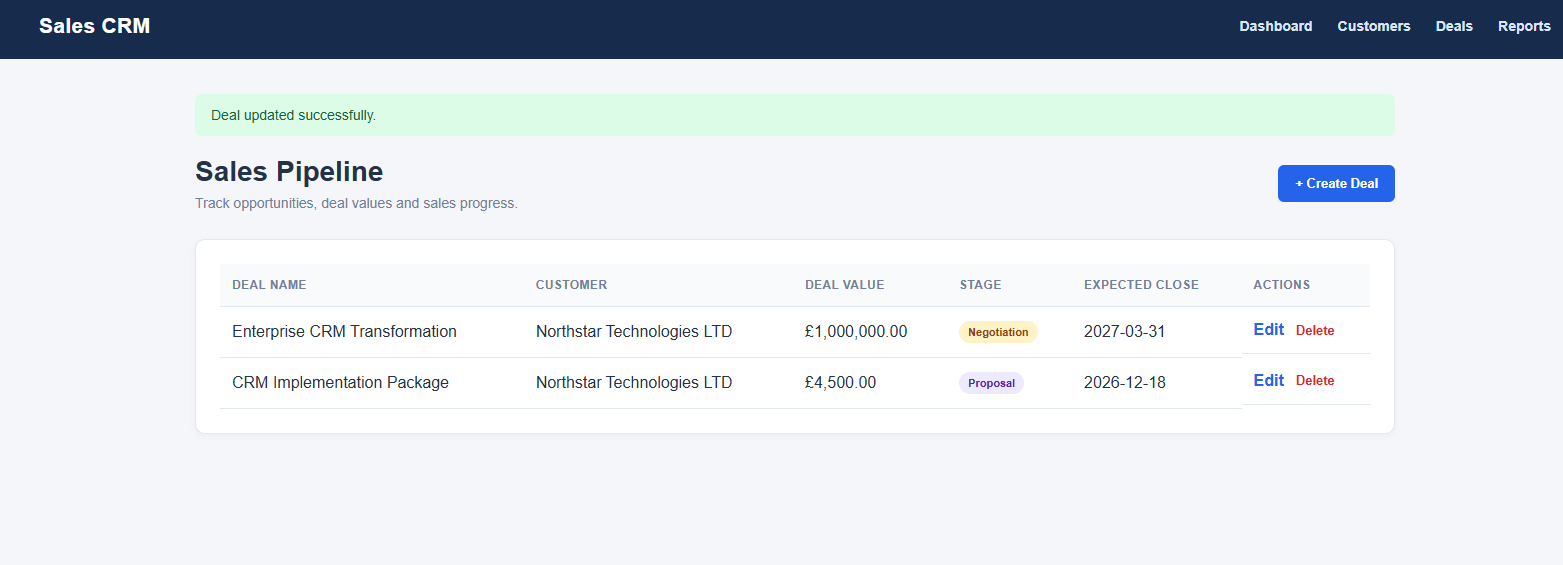 Sales CRM Dashboard Customers Deals Reports
Deal updated successfully.
Sales Pipeline
+ Create Deal
Track opportunities, deal values and sales progress.
DEAL NAME CUSTOMER DEAL VALUE STAGE EXPECTED CLOSE ACTIONS
Enterprise CRM Transformation Northstar Technologies LTD £1,000,000.00 Negotiation 2027-03-31 Edit Delete
CRM Implementation Package Northstar Technologies LTD £4,500.00 Proposal 2026-12-18 Edit Delete